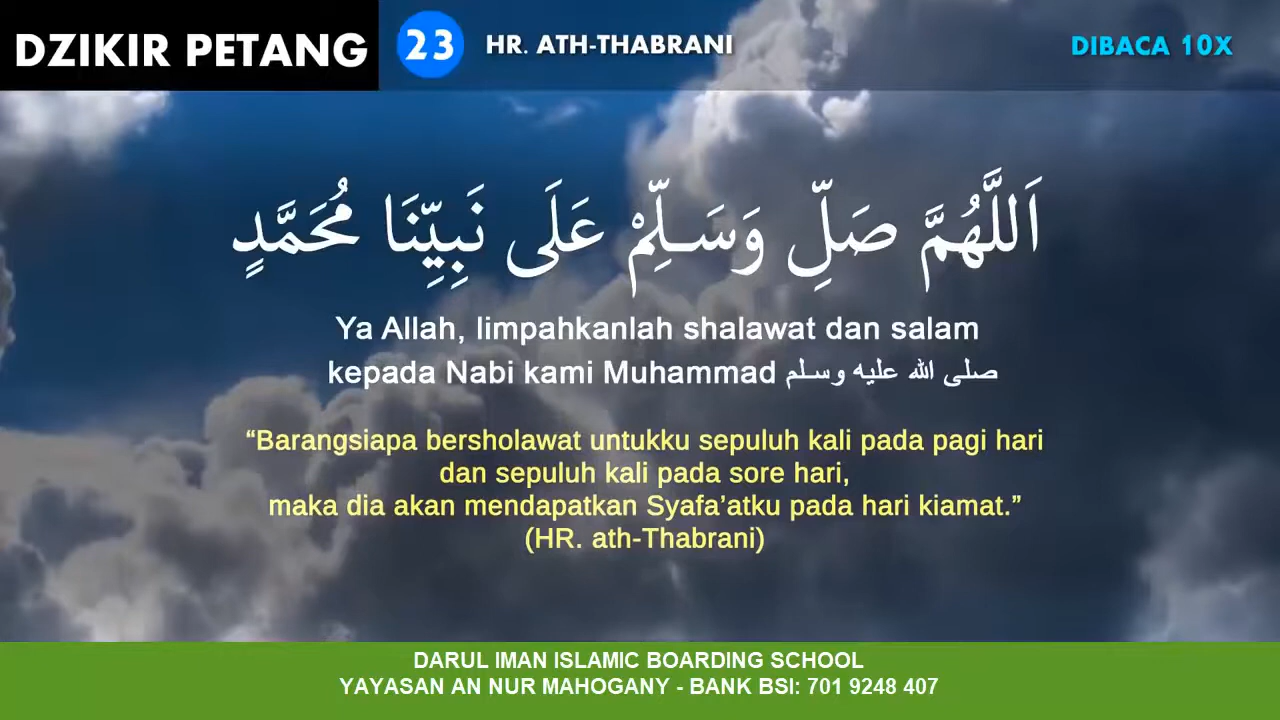 DZIKIR PETANG
23
HR. ATH-THABRANI
DIBACA 10X
اَللَّهُمَّ صَلِّ وَسَـلِّمْ عَلَى نَبِيِّنَا مُحَمَّدٍ
Ya Allah, limpahkanlah shalawat dan salam
kepada Nabi kami Muhammad صلى الله عليه وسلم
“Barangsiapa bersholawat untukku sepuluh kali pada pagi hari
dan sepuluh kali pada sore hari,
maka dia akan mendapatkan Syafa’atku pada hari kiamat.”
(HR. ath-Thabrani)
DARUL IMAN ISLAMIC BOARDING SCHOOL
YAYASAN AN NUR MAHOGANY - BANK BSI: 701 9248 407